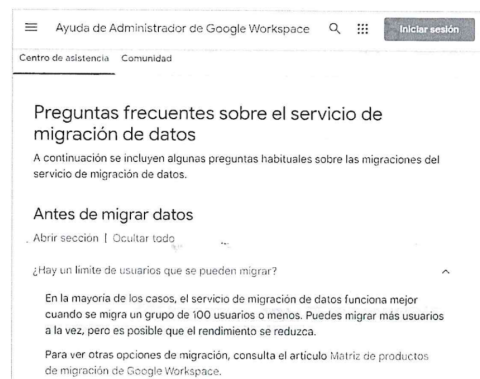 Ayuda de Administrador de Google Workspace
Iniciar sesión
Centro de asistencia Comunidad
Preguntas frecuentes sobre el servicio de
migración de datos
A continuación se incluyen algunas preguntas habituales sobre las migraciones del
servicio de migración de datos.
Antes de migrar datos
Abrir sección | Ocultar todo
¿Hay un límite de usuarios que se pueden migrar?
En la mayoría de los casos, el servicio de migración de datos funciona mejor
cuando se migra un grupo de 100 usuarios o menos. Puedes migrar más usuarios
a la vez, pero es posible que el rendimiento se reduzca.
Para ver otras opciones de migración, consulta el artículo Matriz de productos
de migración de Google Workspace.